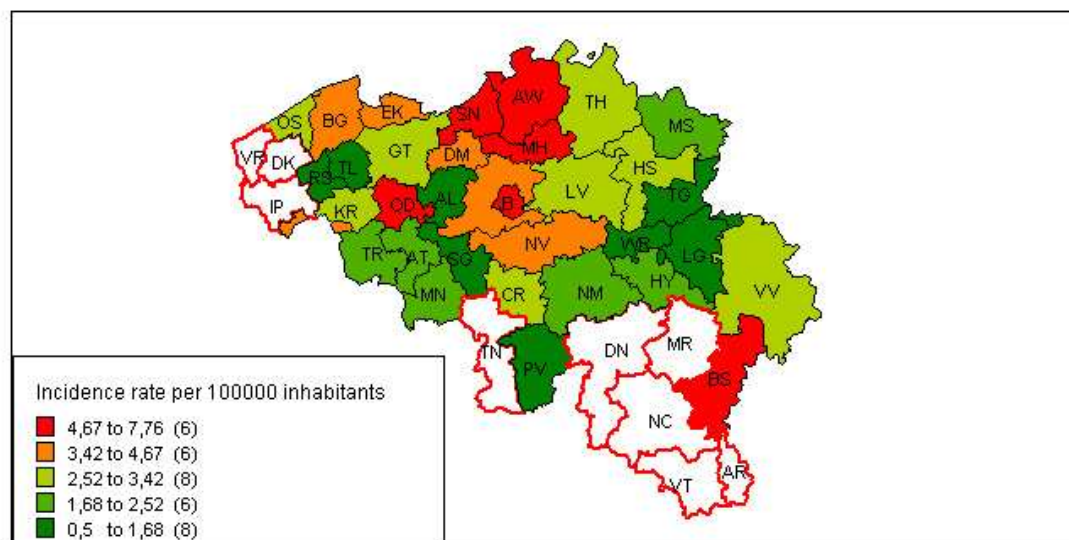 AW
TH
EK
SN
BG
OS
MS
MH
GT
VR
DK
TL
DM
HS
RS
LV
TG
AL
B
IP
KR
OD
NV
WR
TR
AT
SG
LG
HY
VV
MN
CR
NM
DN
MR
TN
PV
BS
NC
VT
AR
Incidence rate per 100000 inhabitants
4,67 to 7,76 (6)
3,42 to 4,67 (6)
2,52 to 3,42 (8)
1,68 to 2,52 (6)
0,5 to 1,68 (8)